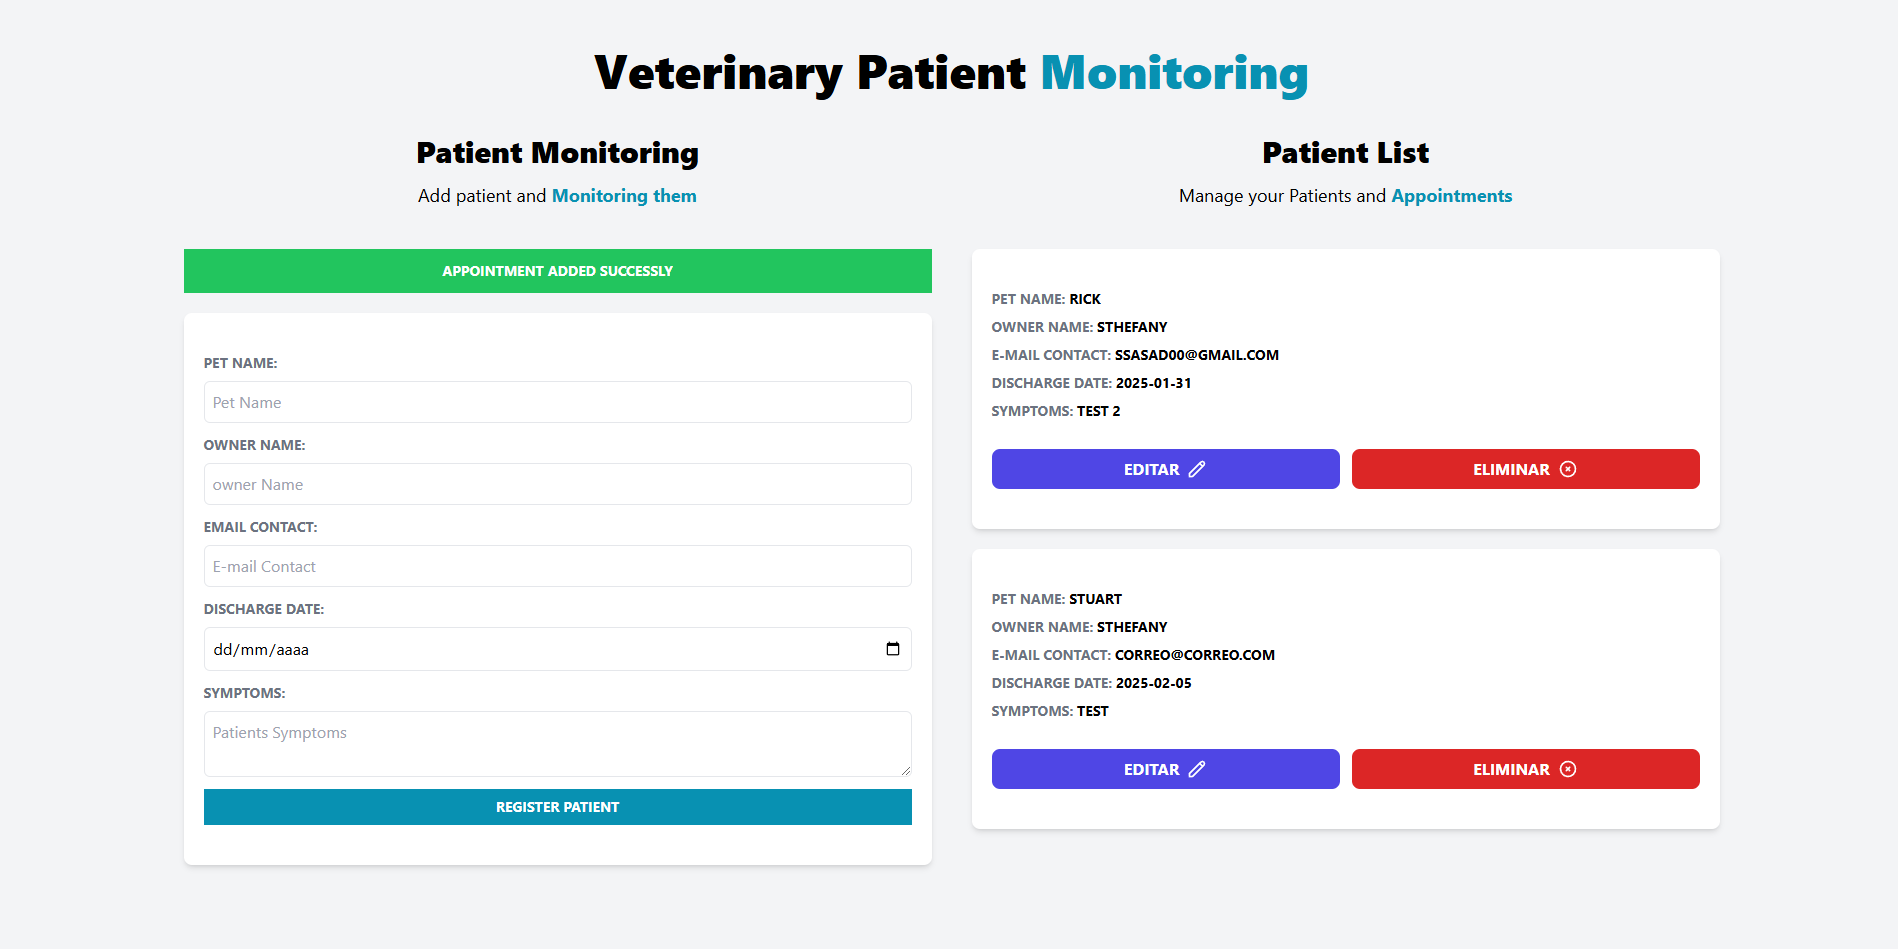 Veterinary Patient Monitoring
Patient Monitoring
Add patient and Monitoring them
APPOINTMENT ADDED SUCCESSLY
PET NAME:
Pet Name
OWNER NAME:
owner Name
EMAIL CONTACT:
E-mail Contact
DISCHARGE DATE:
dd/mm/aaaa
SYMPTOMS:
Patients Symptoms
REGISTER PATIENT
Patient List
Manage your Patients and Appointments
PET NAME: RICK
OWNER NAME: STHEFANY
E-MAIL CONTACT: SSASAD00@GMAIL.COM
DISCHARGE DATE: 2025-01-31
SYMPTOMS: TEST 2
EDITAR
ELIMINAR
PET NAME: STUART
OWNER NAME: STHEFANY
E-MAIL CONTACT: CORREO@CORREO.COM
DISCHARGE DATE: 2025-02-05
SYMPTOMS: TEST
EDITAR
ELIMINAR